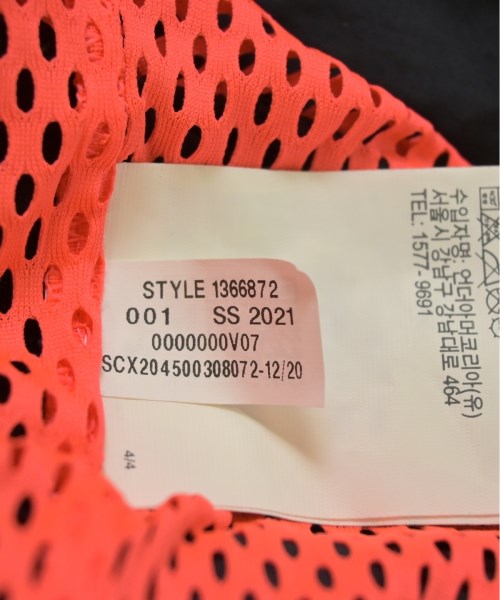 STYLE 1366872
001 SS 2021
0000000V07
SCX204500308072-12/20
4/4
수입자명: 언더아머코리아(유)
서울시 강남구 강남대로 464
TEL: 1577-9691